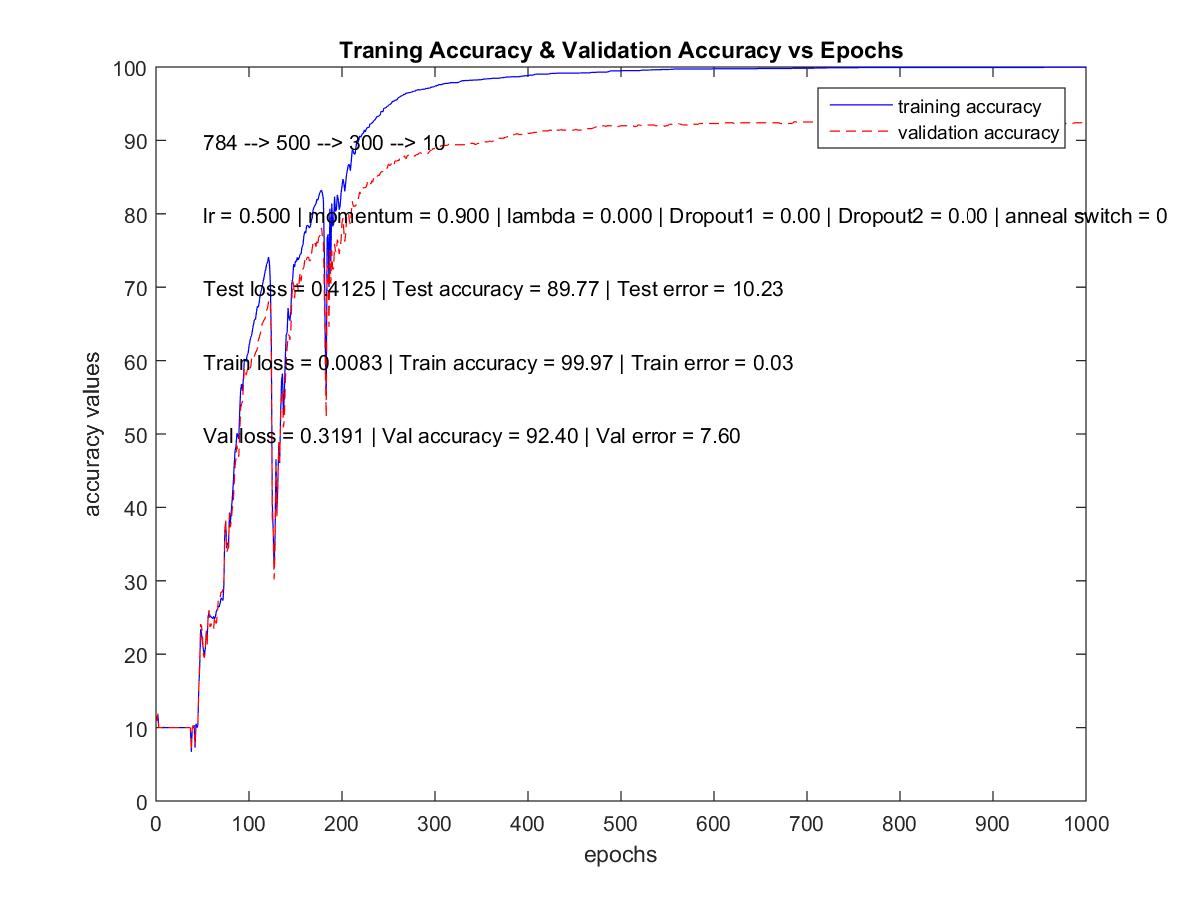 Traning Accuracy & Validation Accuracy vs Epochs
100
90
80
70
60
50
40
30
20
10
0
accuracy values
training accuracy
validation accuracy
784 --> 500 --> 300 --> 10
lr = 0.500 | momentum = 0.900 | lambda = 0.000 | Dropout1 = 0.00 | Dropout2 = 0.00 | anneal switch = 0
Test loss = 0.4125 | Test accuracy = 89.77 | Test error = 10.23
Train loss = 0.0083 | Train accuracy = 99.97 | Train error = 0.03
Val loss = 0.3191 | Val accuracy = 92.40 | Val error = 7.60
0 100 200 300 400 500 600 700 800 900 1000
epochs